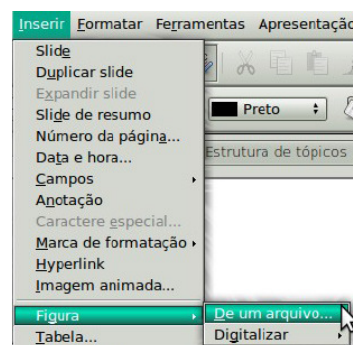 Inserir Formatar Ferramentas Apresentação
Slide
Duplicar slide
Expandir slide
Preto
Slide de resumo
Número da página...
Estrutura de tópicos
Data e hora...
Campos
Anotação
Caractere especial...
Marca de formatação
Hyperlink
Imagem animada...
Figura
De um arquivo...
Tabela...
Digitalizar